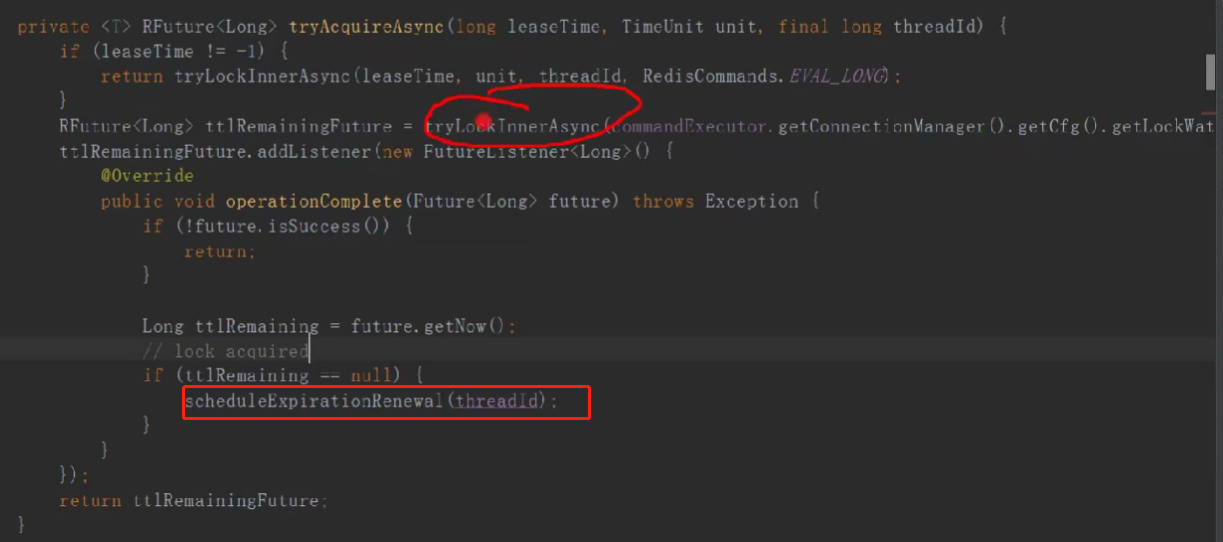 private <T> RFuture<Long> tryAcquireAsync(long leaseTime, TimeUnit unit, final long threadId) {
if (leaseTime != -1) {
return tryLockInnerAsync(leaseTime, unit, threadId, RedisCommands.EVAL_LONG);
}
RFuture<Long> ttlRemainingFuture = tryLockInnerAsync(commandExecutor.getConnectionManager().getCfg().getLockWat
ttlRemainingFuture.addListener(new FutureListener<Long>() {
@Override
public void operationComplete(Future<Long> future) throws Exception {
if (!future.isSuccess()) {
return;
}
Long ttlRemaining = future.getNow();
// lock acquired
if (ttlRemaining == null) {
scheduleExpirationRenewal(threadId);
}
}
});
return ttlRemainingFuture;
}